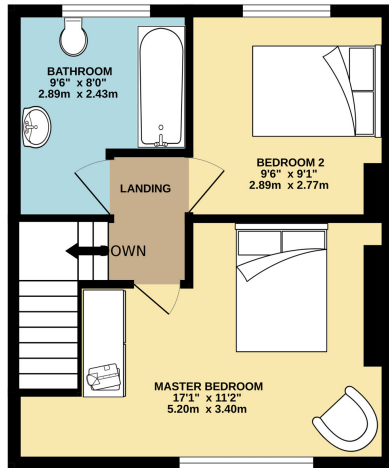 BATHROOM
9'6" x 8'0"
2.89m x 2.43m
BEDROOM 2
9'6" x 9'1"
2.89m x 2.77m
LANDING
OWN
MASTER BEDROOM
17'1" x 11'2"
5.20m x 3.40m